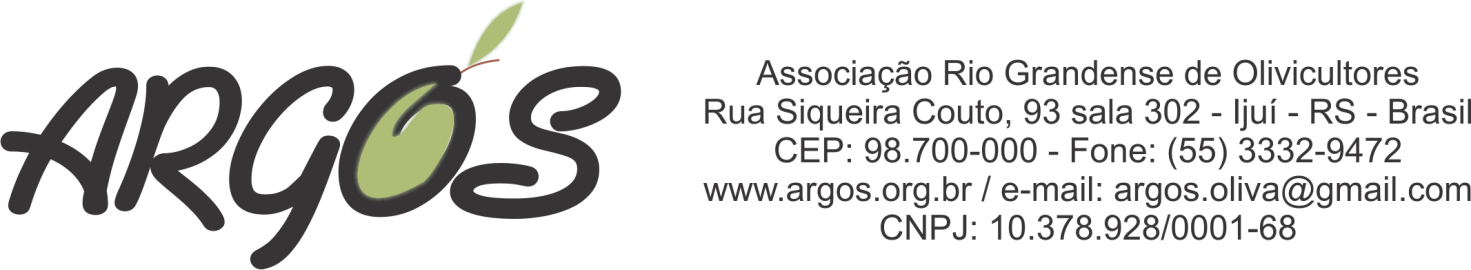 ARGOS
Associação Rio Grandense de Olivicultores
Rua Siqueira Couto, 93 sala 302 - Ijuí - RS - Brasil
CEP: 98.700-000 - Fone: (55) 3332-9472
www.argos.org.br / e-mail: argos.oliva@gmail.com
CNPJ: 10.378.928/0001-68